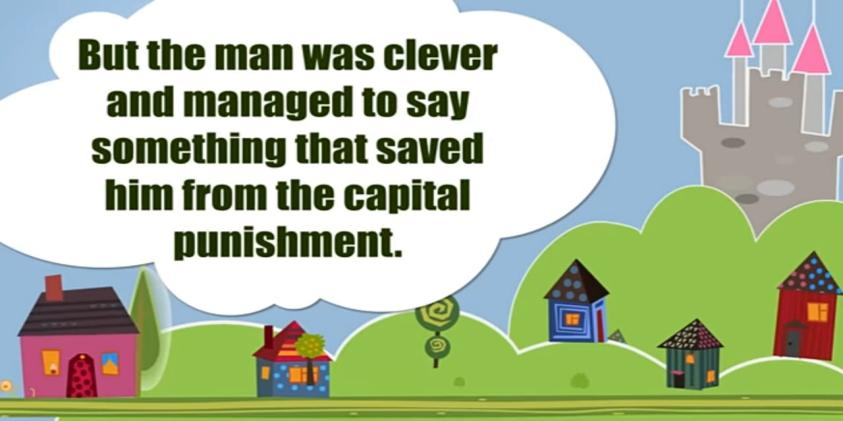 But the man was clever
and managed to say
something that saved
him from the capital
punishment.